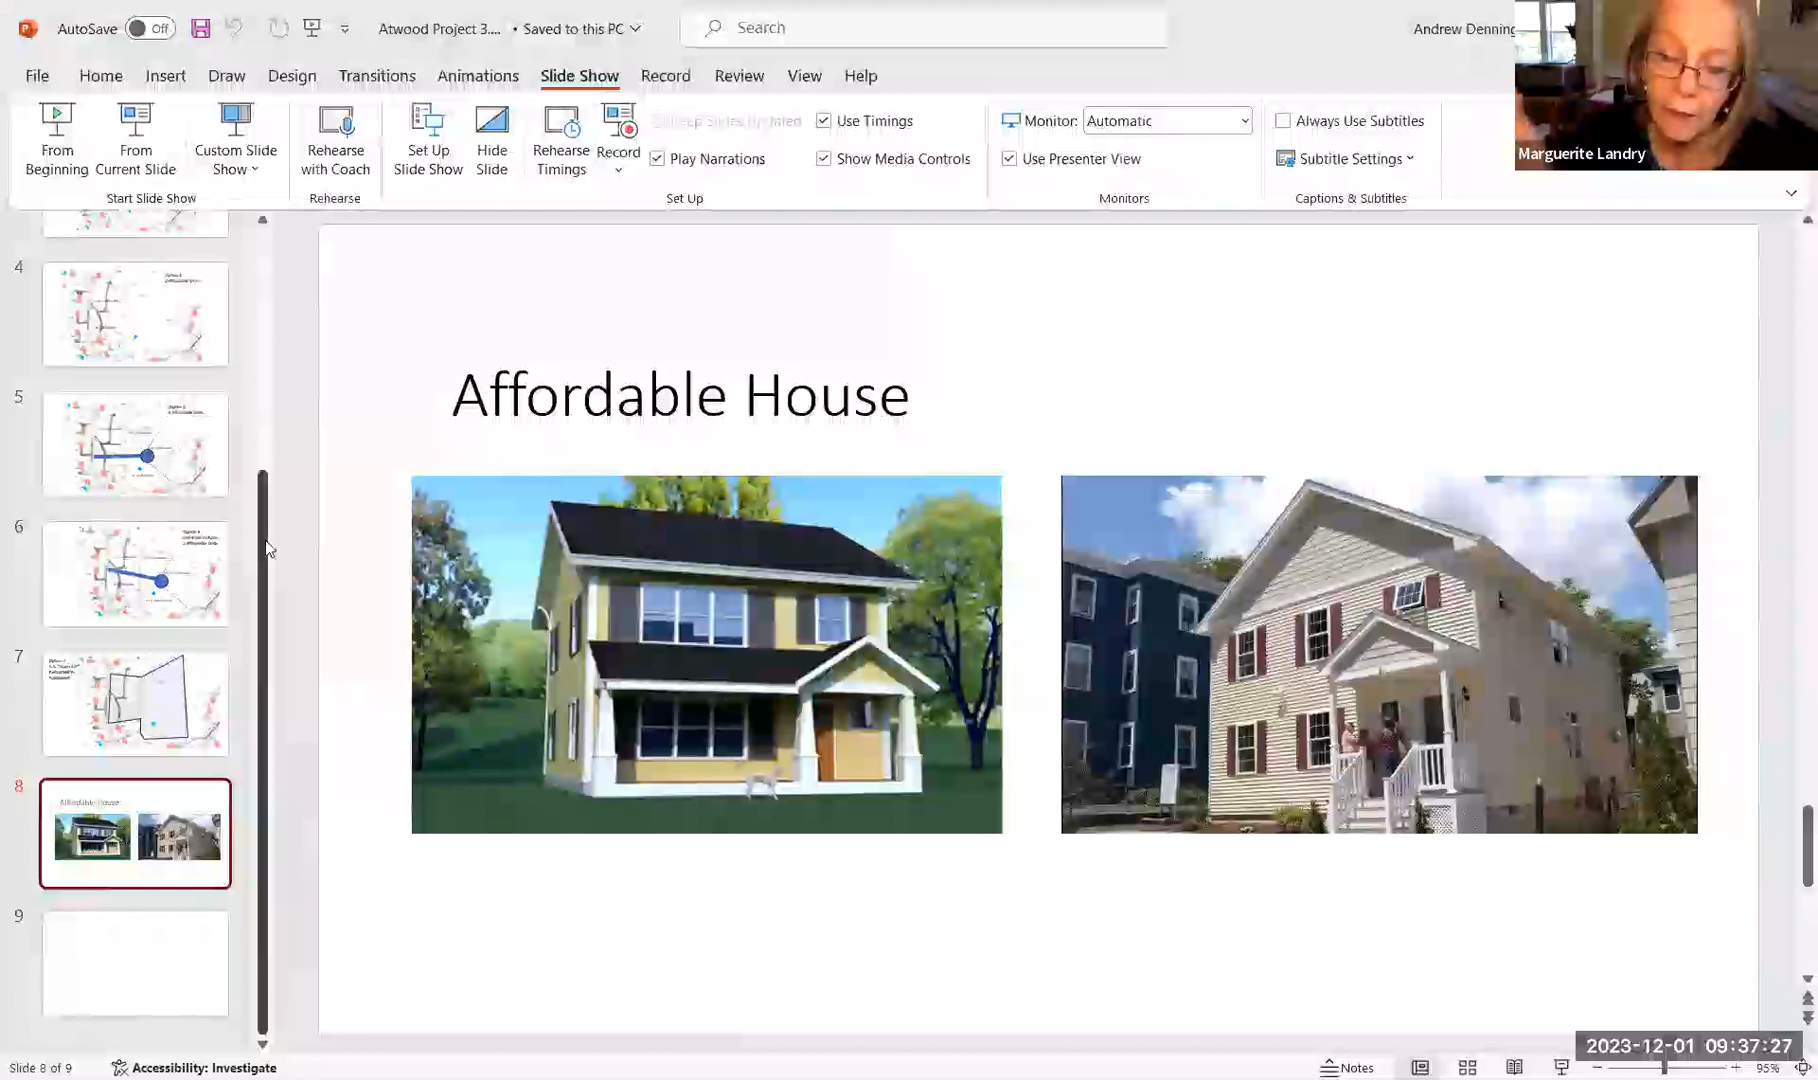 AutoSave Off Atwood Project 3.... • Saved to this PC Search Andrew Denning
File Home Insert Draw Design Transitions Animations Slide Show Record Review View Help
From Beginning
From Current Slide
Custom Slide Show
Start Slide Show
Rehearse with Coach
Rehearse
Set Up Slide Show
Hide Slide
Rehearse Timings
Record
Slides Updated
Play Narrations
Use Timings
Show Media Controls
Set Up
Monitor: Automatic
Use Presenter View
Monitors
Always Use Subtitles
Subtitle Settings
Captions & Subtitles
Marguerite Landry
4
5
6
7
8
Affordable House
9
Affordable House
2023-12-01 09:37:27
Slide 8 of 9 Accessibility: Investigate Notes 95%